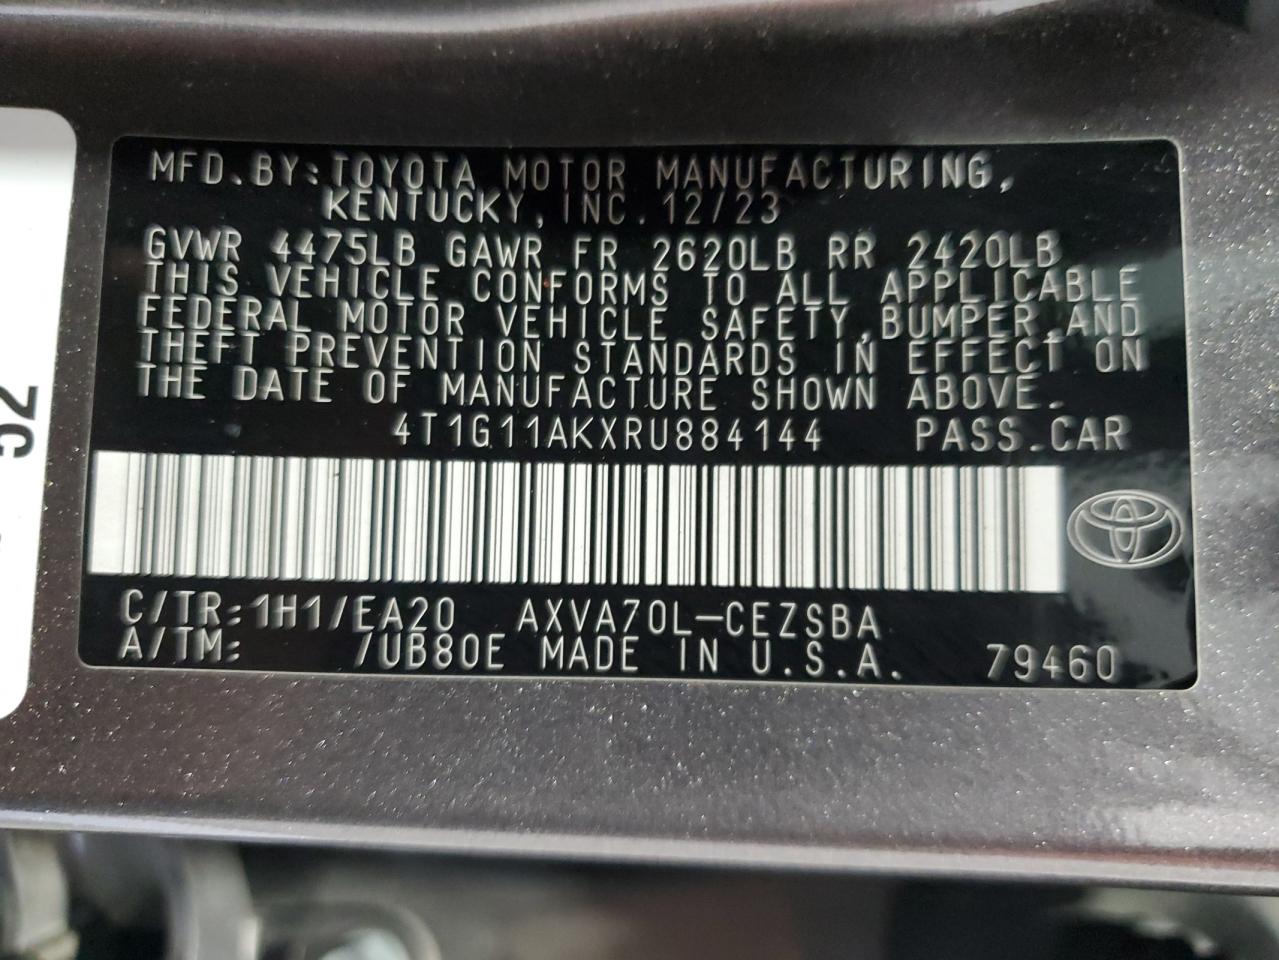 MFD.BY:TOYOTA MOTOR MANUFACTURING,
KENTUCKY,INC.12/23
GVWR 4475LB GAWR FR 2620LB RR 2420LB
THIS VEHICLE CONFORMS TO ALL APPLICABLE
FEDERAL MOTOR VEHICLE SAFETY,BUMPER,AND
THEFT PREVENTION STANDARDS IN EFFECT ON
THE DATE OF MANUFACTURE SHOWN ABOVE.
4T1G11AKXRU884144 PASS.CAR
C/TR:1H1/EA20 AXVA70L-CEZSBA
A/TM: /UB80E MADE IN U.S.A. 79460
52